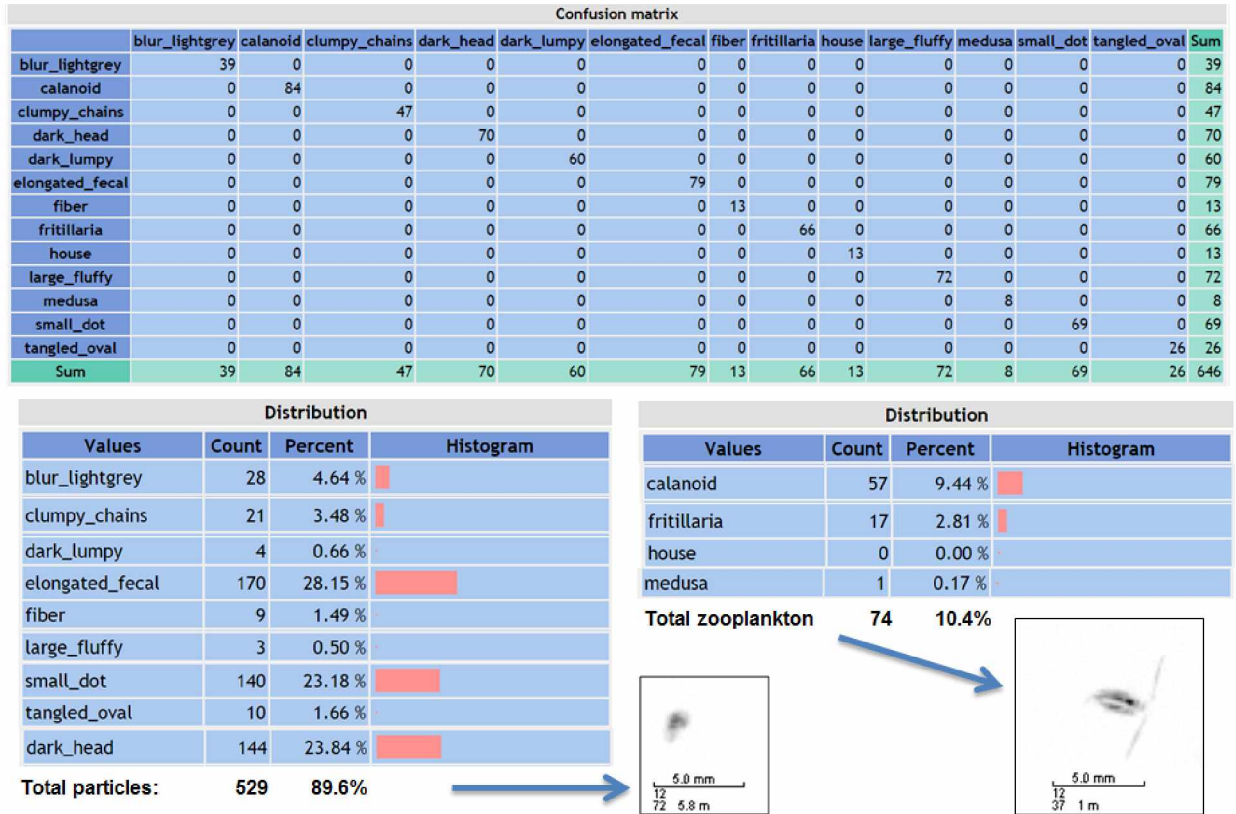 Confusion matrix
blur_lightgrey calanoid clumpy_chains dark_head dark_lumpy elongated_fecal fiber fritillaria house large_fluffy medusa small_dot tangled_oval Sum
blur_lightgrey 39 0 0 0 0 0 0 0 0 0 0 0 0 39
calanoid 0 84 0 0 0 0 0 0 0 0 0 0 0 84
clumpy_chains 0 0 47 0 0 0 0 0 0 0 0 0 0 47
dark_head 0 0 0 70 0 0 0 0 0 0 0 0 0 70
dark_lumpy 0 0 0 0 60 0 0 0 0 0 0 0 0 60
elongated_fecal 0 0 0 0 0 79 0 0 0 0 0 0 0 79
fiber 0 0 0 0 0 0 13 0 0 0 0 0 0 13
fritillaria 0 0 0 0 0 0 0 66 0 0 0 0 0 66
house 0 0 0 0 0 0 0 0 13 0 0 0 0 13
large_fluffy 0 0 0 0 0 0 0 0 0 72 0 0 0 72
medusa 0 0 0 0 0 0 0 0 0 0 8 0 0 8
small_dot 0 0 0 0 0 0 0 0 0 0 0 69 0 69
tangled_oval 0 0 0 0 0 0 0 0 0 0 0 0 26 26
Sum 39 84 47 70 60 79 13 66 13 72 8 69 26 646
Distribution
Values Count Percent Histogram
blur_lightgrey 28 4.64 %
clumpy_chains 21 3.48 %
dark_lumpy 4 0.66 %
elongated_fecal 170 28.15 %
fiber 9 1.49 %
large_fluffy 3 0.50 %
small_dot 140 23.18 %
tangled_oval 10 1.66 %
dark_head 144 23.84 %
Total particles: 529 89.6%
Distribution
Values Count Percent Histogram
calanoid 57 9.44 %
fritillaria 17 2.81 %
house 0 0.00 %
medusa 1 0.17 %
Total zooplankton 74 10.4%
5.0 mm
12
72 5.8 m
5.0 mm
12
37 1 m